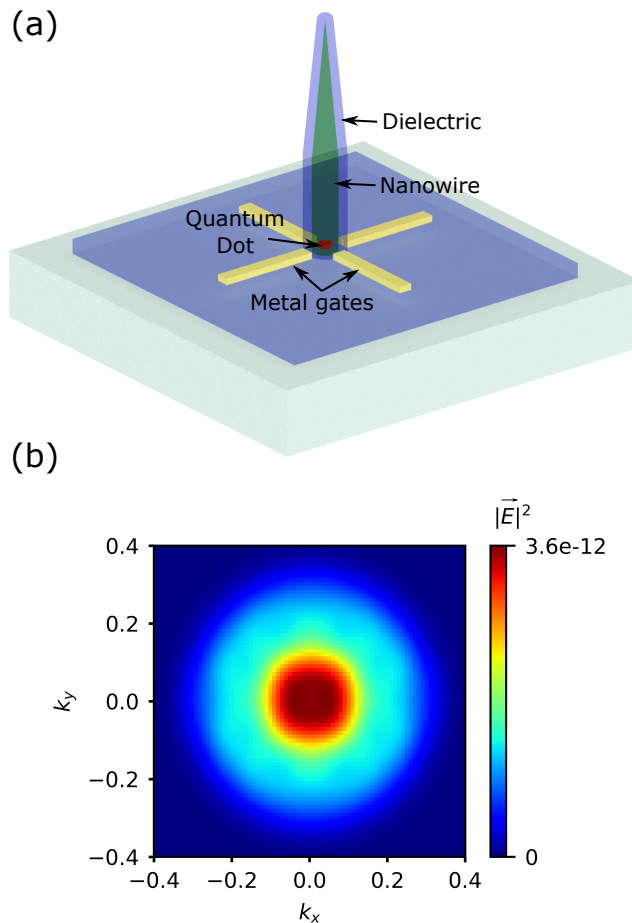 (a)
Dielectric
Nanowire
Quantum
Dot
Metal gates
(b)
|E⃗|²
3.6e-12
0
0.4
0.2
0.0
−0.2
−0.4
k_y
−0.4 −0.2 0.0 0.2 0.4
k_x